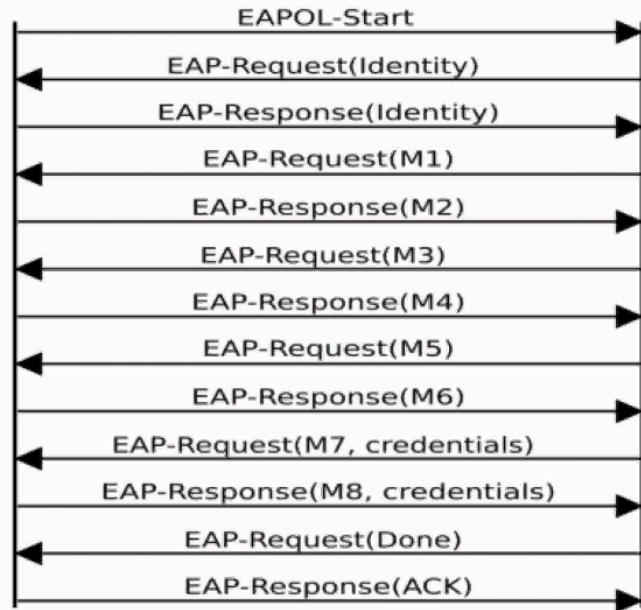 EAPOL-Start
EAP-Request(Identity)
EAP-Response(Identity)
EAP-Request(M1)
EAP-Response(M2)
EAP-Request(M3)
EAP-Response(M4)
EAP-Request(M5)
EAP-Response(M6)
EAP-Request(M7, credentials)
EAP-Response(M8, credentials)
EAP-Request(Done)
EAP-Response(ACK)